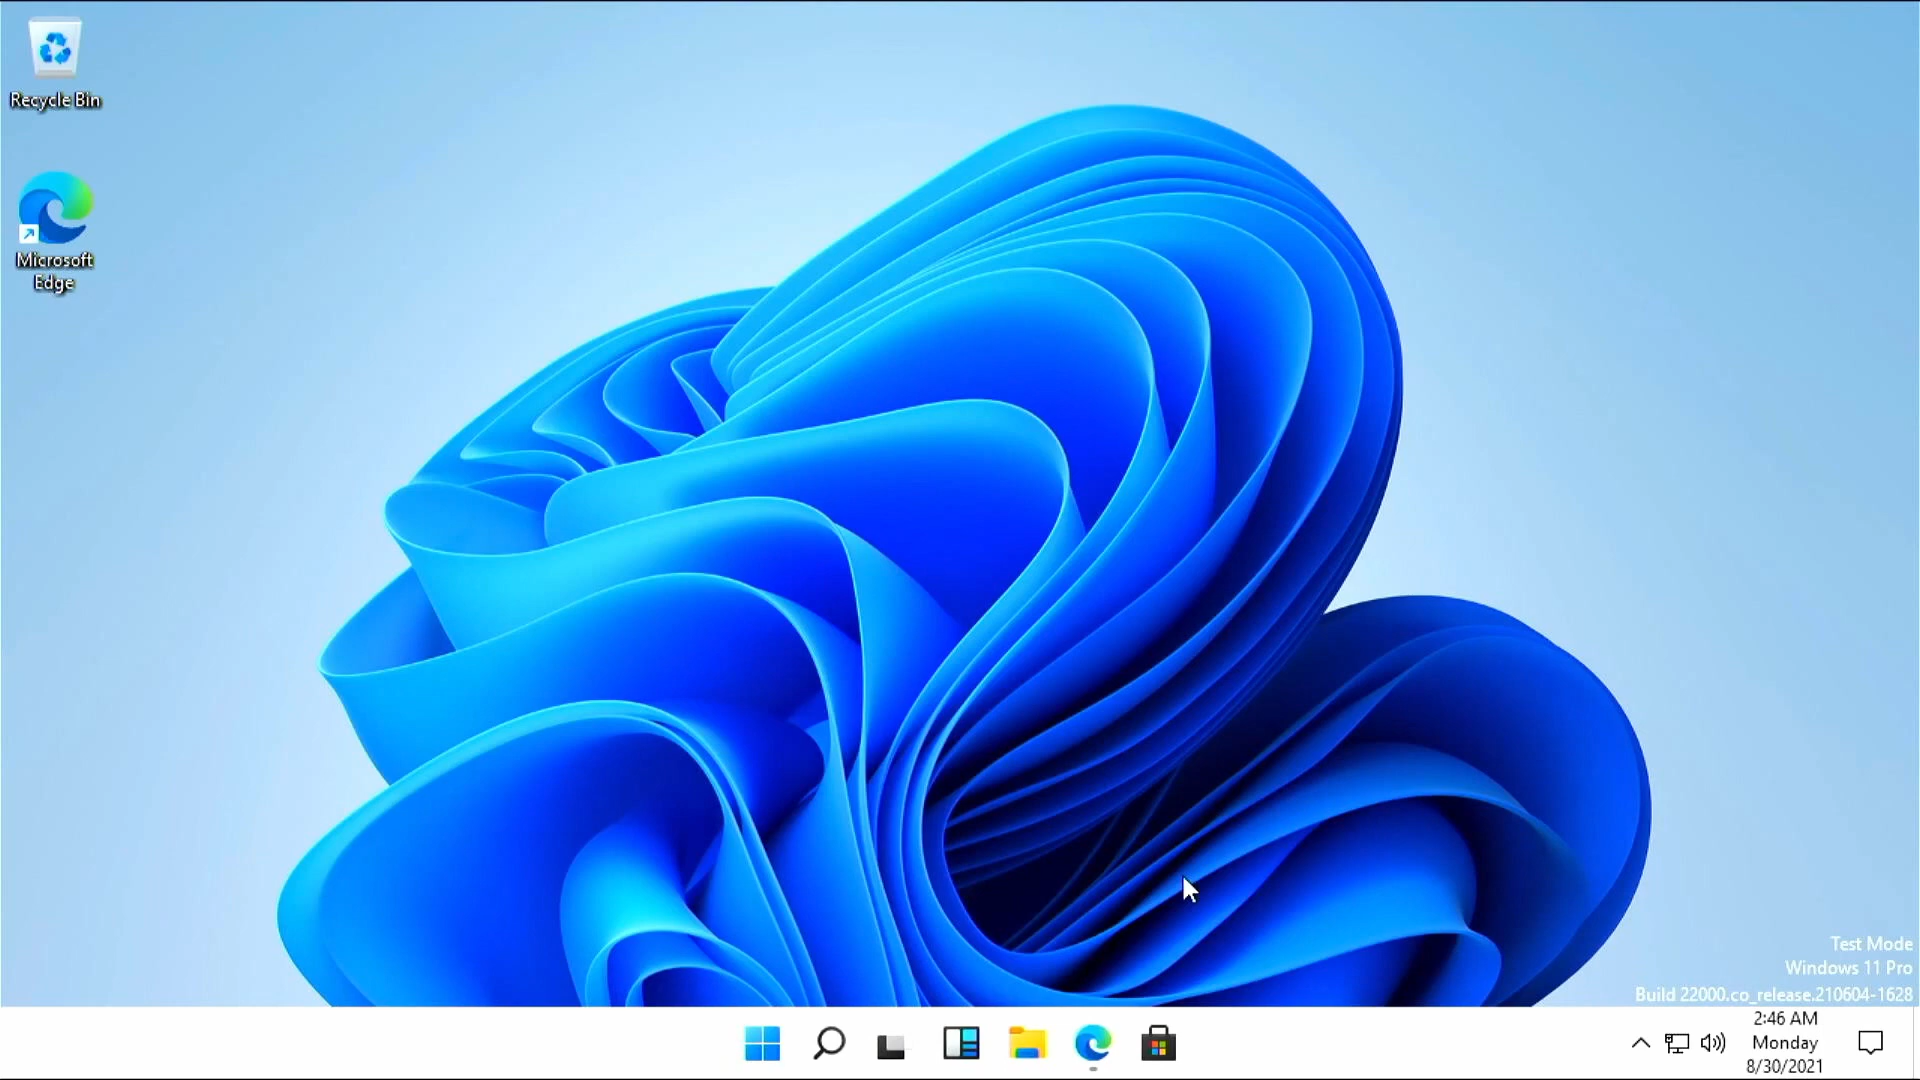 Recycle Bin
Microsoft
Edge
Test Mode
Windows 11 Pro
Build 22000.co_release.210604-1628
2:46 AM
Monday
8/30/2021